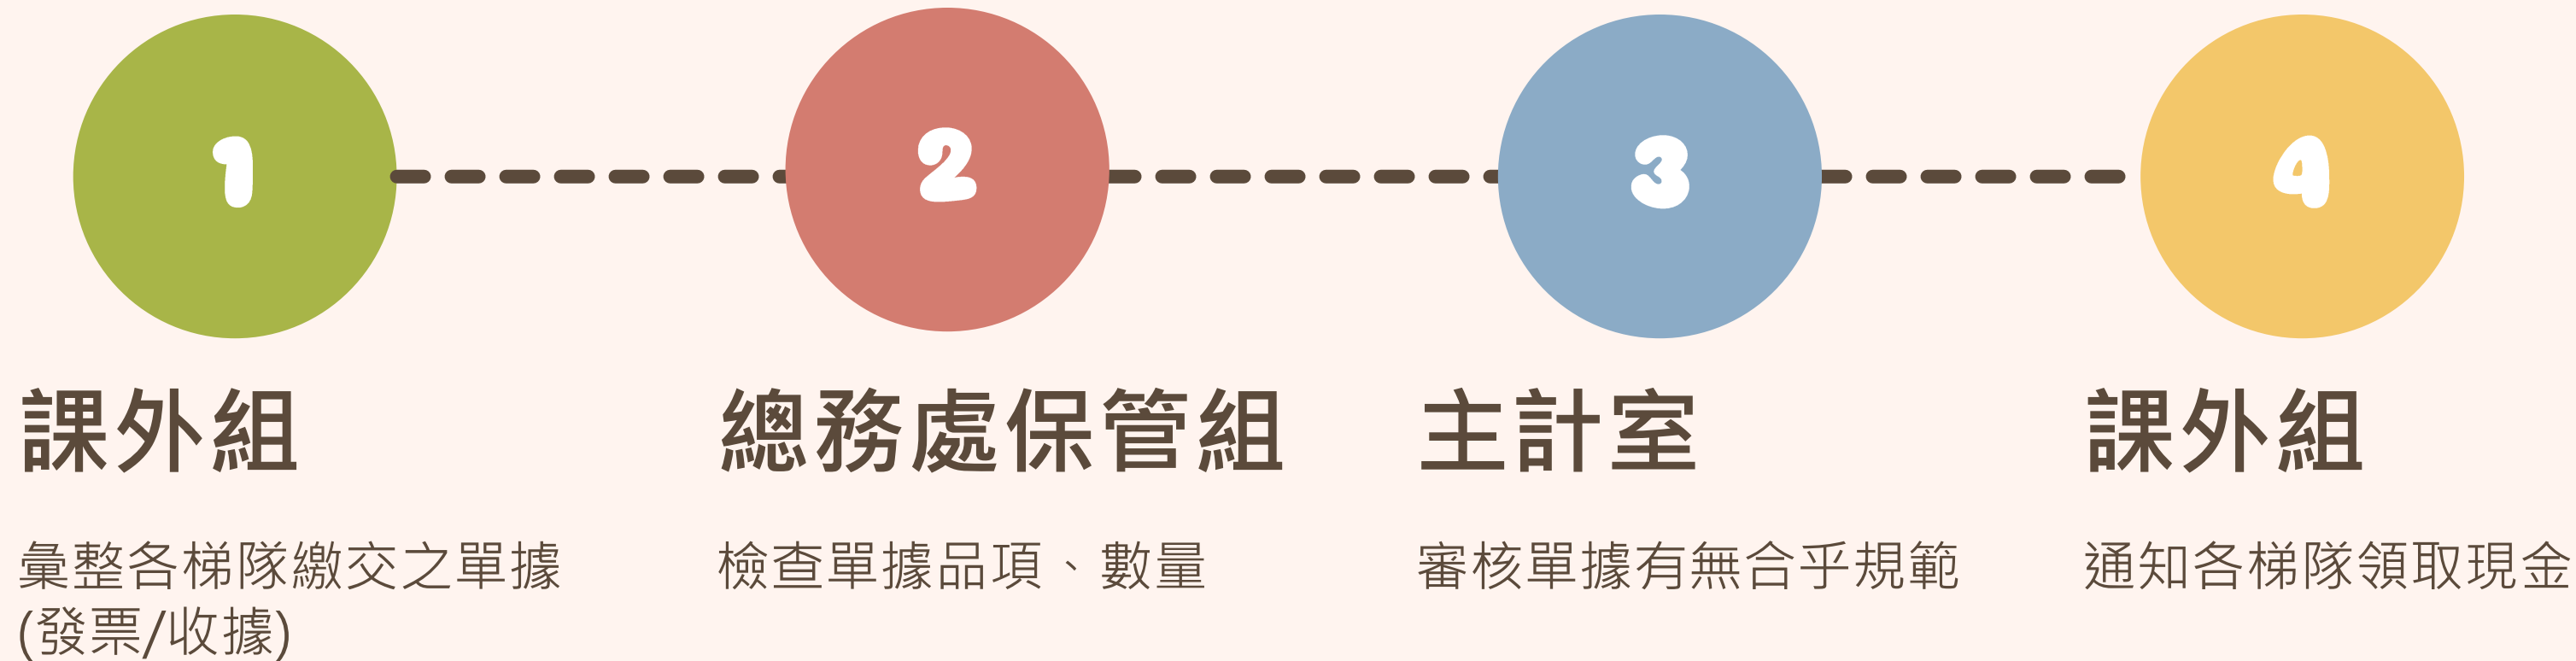 1
2
3
4
課外組
彙整各梯隊繳交之單據
(發票/收據)
總務處保管組
檢查單據品項、數量
主計室
審核單據有無合乎規範
課外組
通知各梯隊領取現金